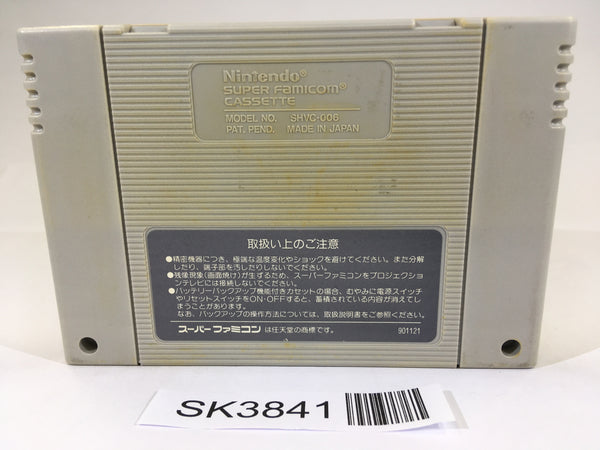 Nintendo®
SUPER FAMICOM®
CASSETTE
MODEL NO. SHVC-006
PAT. PEND. MADE IN JAPAN
取扱い上のご注意
●精密機器につき、極端な温度変化やショックを避けてください。また分解
したり、端子部を汚したりしないでください。
●残像現象(画面焼け)が生ずるため、スーパーファミコンをプロジェクショ
ンテレビには接続しないでください。
●バッテリーバックアップ機能付きカセットの場合、むやみに電源スイッチ
やリセットスイッチをON・OFFすると、蓄積されている内容が消えてし
まうことがあります。
なお、バックアップの操作方法については、取扱説明書をご参照ください。
スーパーファミコン は任天堂の商標です。 901121
SK3841